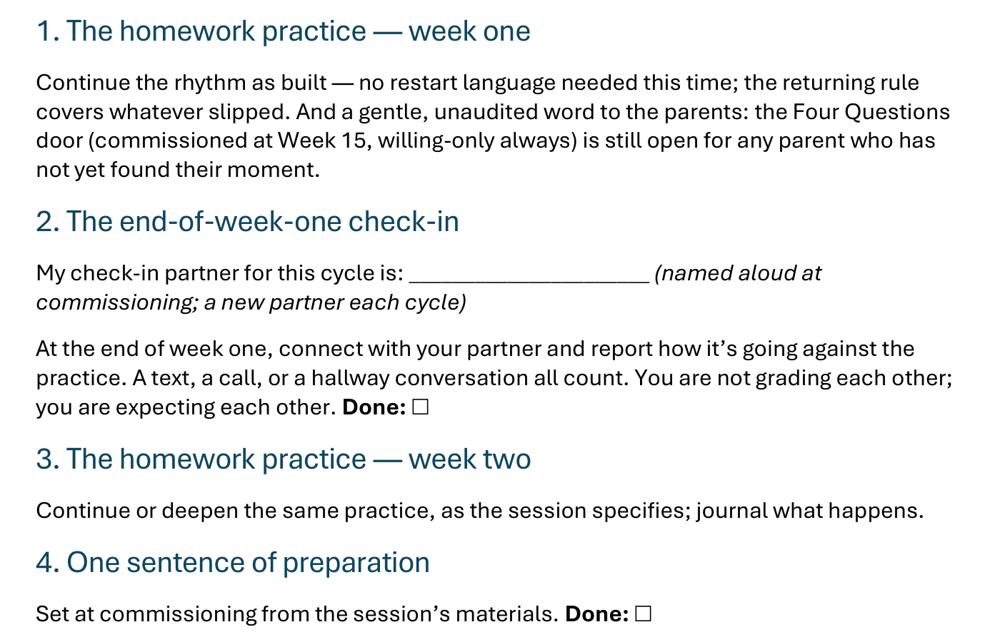 1. The homework practice — week one
Continue the rhythm as built — no restart language needed this time; the returning rule
covers whatever slipped. And a gentle, unaudited word to the parents: the Four Questions
door (commissioned at Week 15, willing-only always) is still open for any parent who has
not yet found their moment.
2. The end-of-week-one check-in
My check-in partner for this cycle is: ______________________ (named aloud at
commissioning; a new partner each cycle)
At the end of week one, connect with your partner and report how it’s going against the
practice. A text, a call, or a hallway conversation all count. You are not grading each other;
you are expecting each other. Done: ☐
3. The homework practice — week two
Continue or deepen the same practice, as the session specifies; journal what happens.
4. One sentence of preparation
Set at commissioning from the session’s materials. Done: ☐